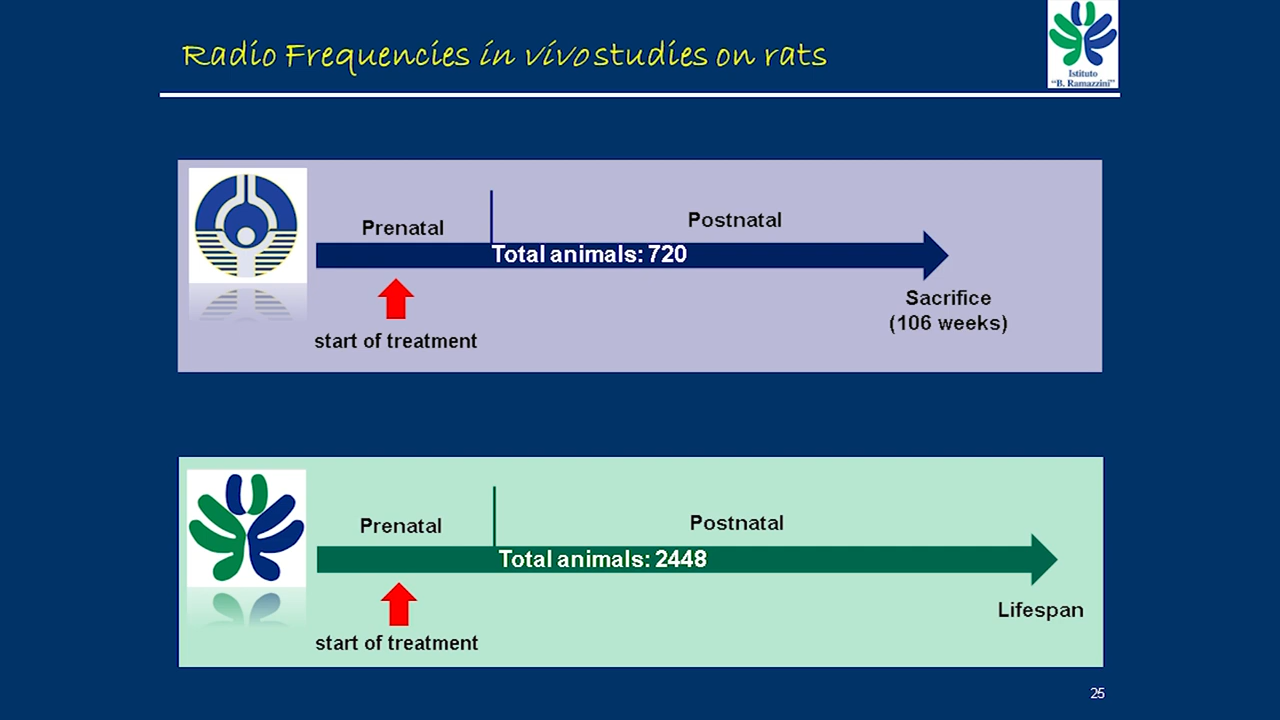 Radio Frequencies in vivo studies on rats
Istituto
"B. Ramazzini"
Prenatal
Postnatal
Total animals: 720
Sacrifice
(106 weeks)
start of treatment
Prenatal
Postnatal
Total animals: 2448
Lifespan
start of treatment
25